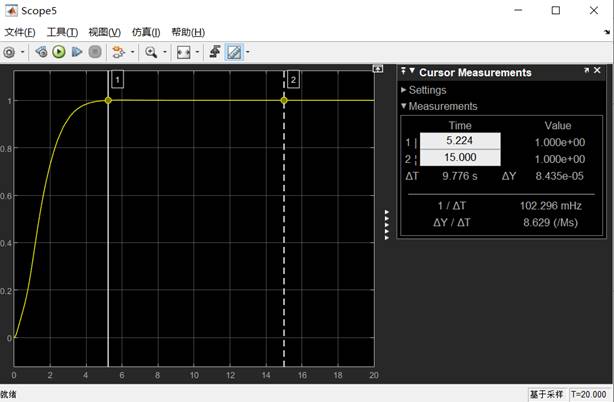 Scope5
文件(F) 工具(T) 视图(V) 仿真(I) 帮助(H)
1 2
1
0.8
0.6
0.4
0.2
0
0 2 4 6 8 10 12 14 16 18 20
Cursor Measurements
Settings
Measurements
Time Value
1 | 5.224 1.000e+00
2 ¦ 15.000 1.000e+00
ΔT 9.776 s ΔY 8.435e-05
1 / ΔT 102.296 mHz
ΔY / ΔT 8.629 (/Ms)
就绪 基于采样 T=20.000